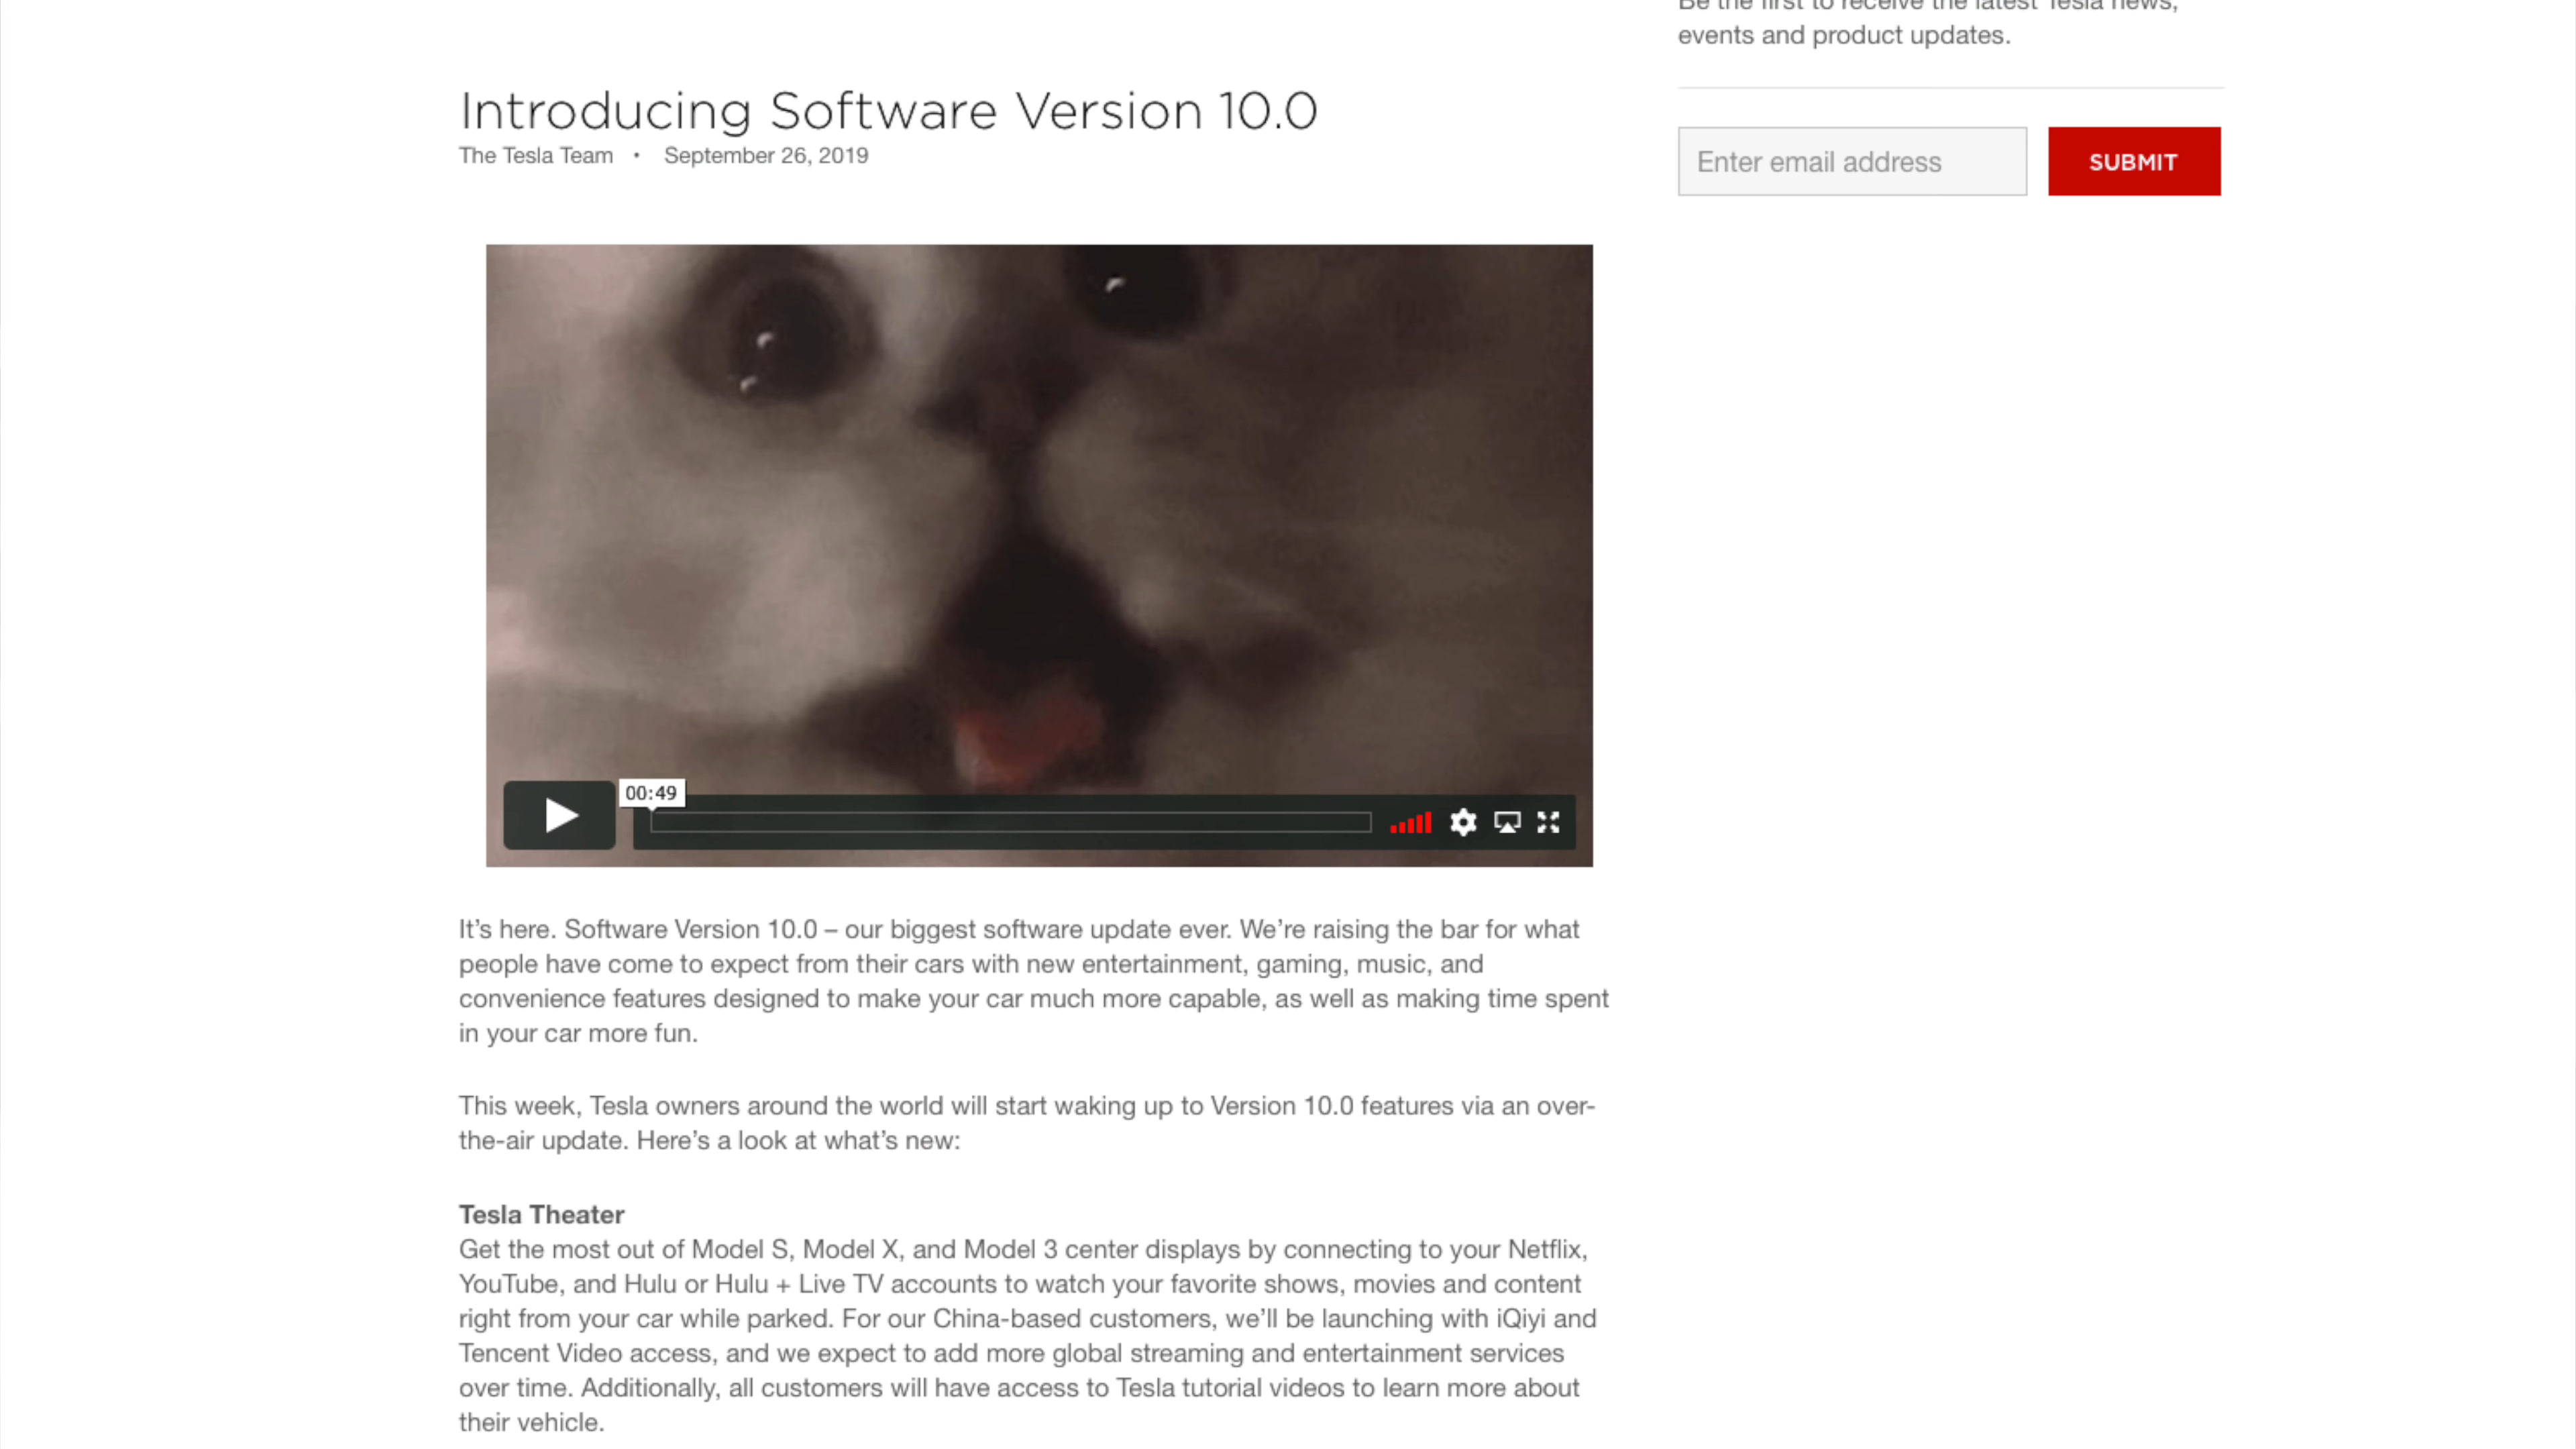 Be the first to receive the latest Tesla news,
events and product updates.
Enter email address
SUBMIT
Introducing Software Version 10.0
The Tesla Team • September 26, 2019
00:49
It’s here. Software Version 10.0 – our biggest software update ever. We’re raising the bar for what
people have come to expect from their cars with new entertainment, gaming, music, and
convenience features designed to make your car much more capable, as well as making time spent
in your car more fun.
This week, Tesla owners around the world will start waking up to Version 10.0 features via an over-
the-air update. Here’s a look at what’s new:
Tesla Theater
Get the most out of Model S, Model X, and Model 3 center displays by connecting to your Netflix,
YouTube, and Hulu or Hulu + Live TV accounts to watch your favorite shows, movies and content
right from your car while parked. For our China-based customers, we’ll be launching with iQiyi and
Tencent Video access, and we expect to add more global streaming and entertainment services
over time. Additionally, all customers will have access to Tesla tutorial videos to learn more about
their vehicle.